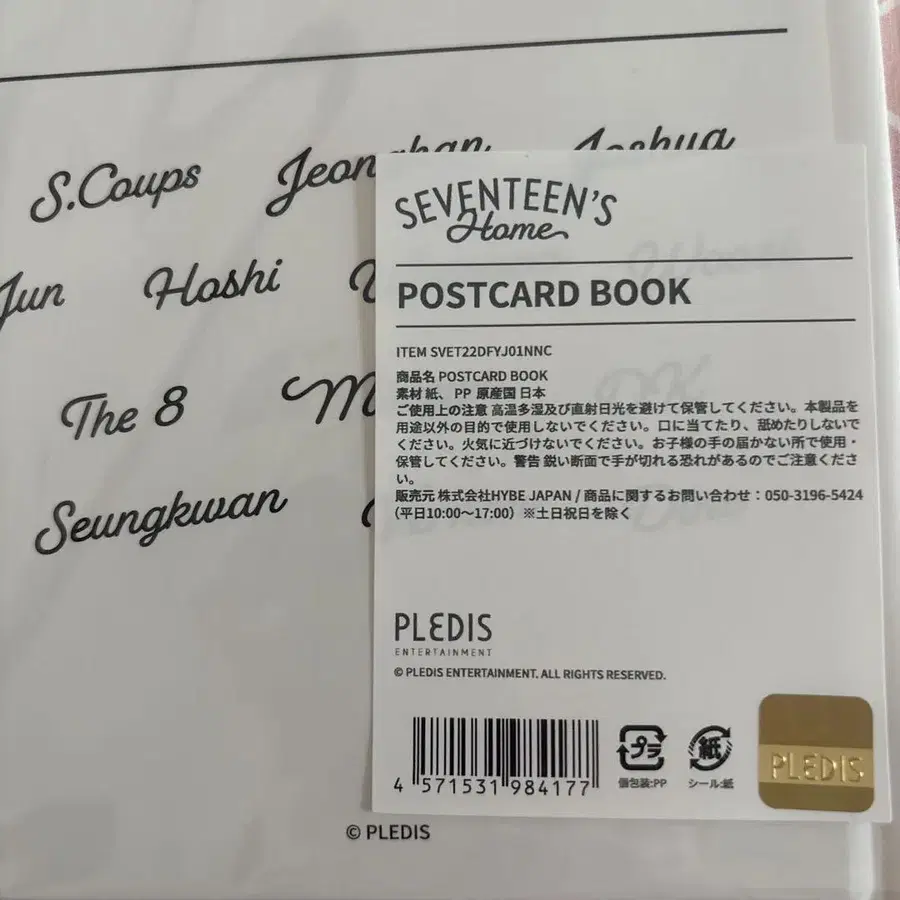 S.Coups
Jun Hoshi
The 8
Seungkwan
SEVENTEEN'S
Home
POSTCARD BOOK
ITEM SVET22DFYJ01NNC
商品名 POSTCARD BOOK
素材 紙、 PP 原産国 日本
ご使用上の注意 高温多湿及び直射日光を避けて保管してください。本製品を
用途以外の目的で使用しないでください。口に当てたり、舐めたりしないで
ください。火気に近づけないでください。お子様の手の届かない所で使用・
保管してください。警告 鋭い断面で手が切れる恐れがあるのでご注意くださ
い。
販売元 株式会社HYBE JAPAN / 商品に関するお問い合わせ：050-3196-5424
（平日10:00〜17:00）※土日祝日を除く
PLEDIS
ENTERTAINMENT
© PLEDIS ENTERTAINMENT. ALL RIGHTS RESERVED.
4 571531 984177
プラ
個包装:PP
紙
シール:紙
PLEDIS
© PLEDIS